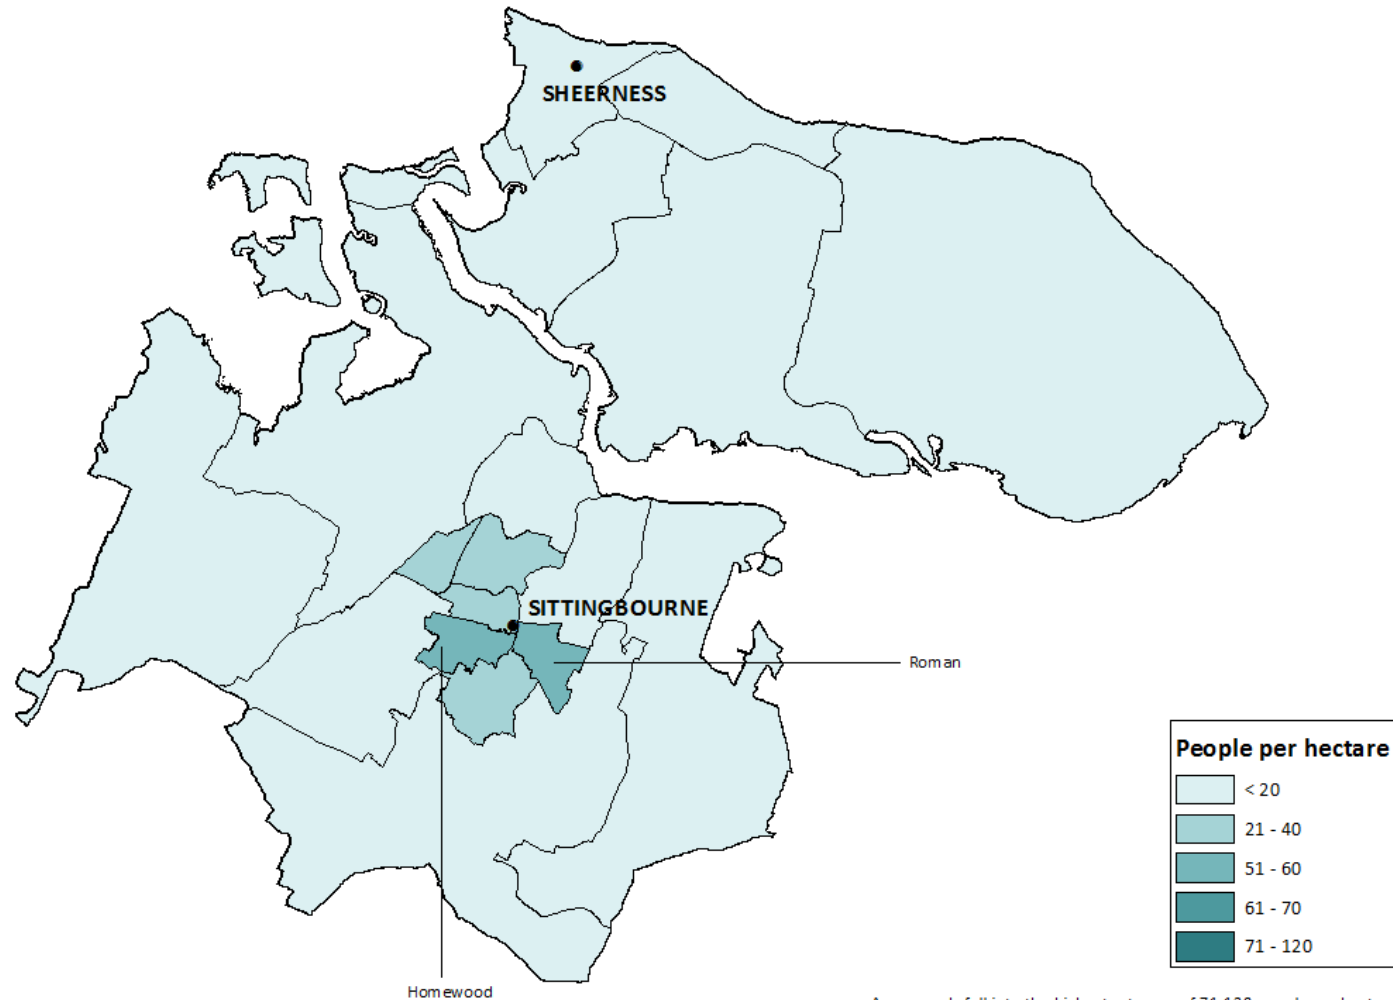 SHEERNESS
SITTINGBOURNE
Roman
People per hectare
< 20
21 - 40
51 - 60
61 - 70
71 - 120
Homewood